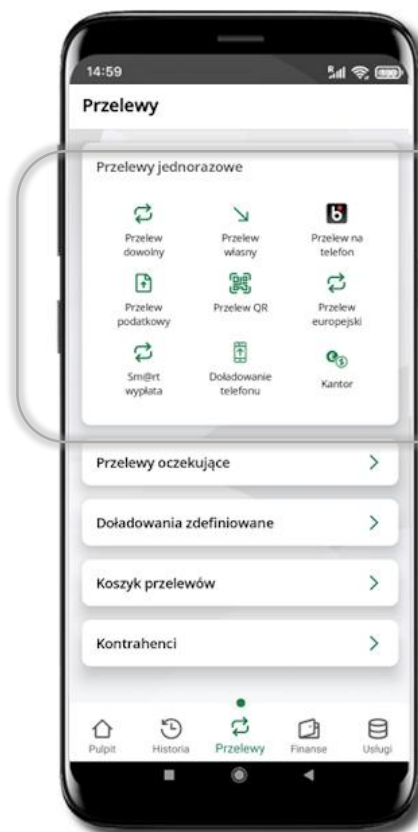 14:59
Przelewy
Przelewy jednorazowe
Przelew
dowolny
Przelew
własny
Przelew na
telefon
Przelew
podatkowy
Przelew QR
Przelew
europejski
Sm@rt
wypłata
Doładowanie
telefonu
Kantor
Przelewy oczekujące
Doładowania zdefiniowane
Koszyk przelewów
Kontrahenci
Pulpit
Historia
Przelewy
Finanse
Usługi